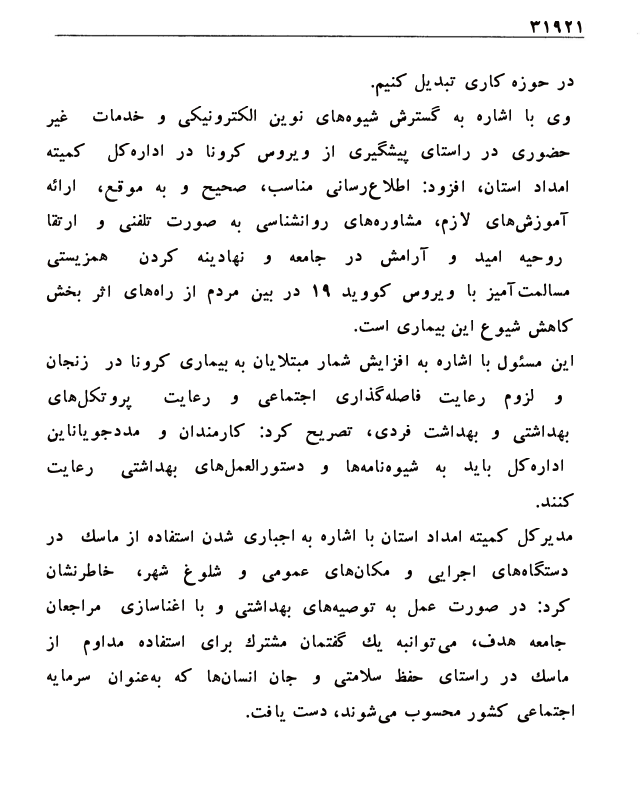 ۳۱۹۲۱
در حوزه کاری تبدیل کنیم.
وی با اشاره به گسترش شیوه‌های نوین الکترونیکی و خدمات غیر
حضوری در راستای پیشگیری از ویروس کرونا در اداره‌کل کمیته
امداد استان، افزود: اطلاع‌رسانی مناسب، صحیح و به موقع، ارائه
آموزش‌های لازم، مشاوره‌های روانشناسی به صورت تلفنی و ارتقا
روحیه امید و آرامش در جامعه و نهادینه کردن همزیستی
مسالمت‌آمیز با ویروس کووید ۱۹ در بین مردم از راه‌های اثر بخش
کاهش شیوع این بیماری است.
این مسئول با اشاره به افزایش شمار مبتلایان به بیماری کرونا در زنجان
و لزوم رعایت فاصله‌گذاری اجتماعی و رعایت پروتکل‌های
بهداشتی و بهداشت فردی، تصریح کرد: کارمندان و مددجویاناین
اداره‌کل باید به شیوه‌نامه‌ها و دستورالعمل‌های بهداشتی رعایت
کنند.
مدیرکل کمیته امداد استان با اشاره به اجباری شدن استفاده از ماسك در
دستگاه‌های اجرایی و مکان‌های عمومی و شلوغ شهر، خاطرنشان
کرد: در صورت عمل به توصیه‌های بهداشتی و با اغناسازی مراجعان
جامعه هدف، می‌توانبه یك گفتمان مشترك برای استفاده مداوم از
ماسك در راستای حفظ سلامتی و جان انسان‌ها که به‌عنوان سرمایه
اجتماعی کشور محسوب می‌شوند، دست یافت.